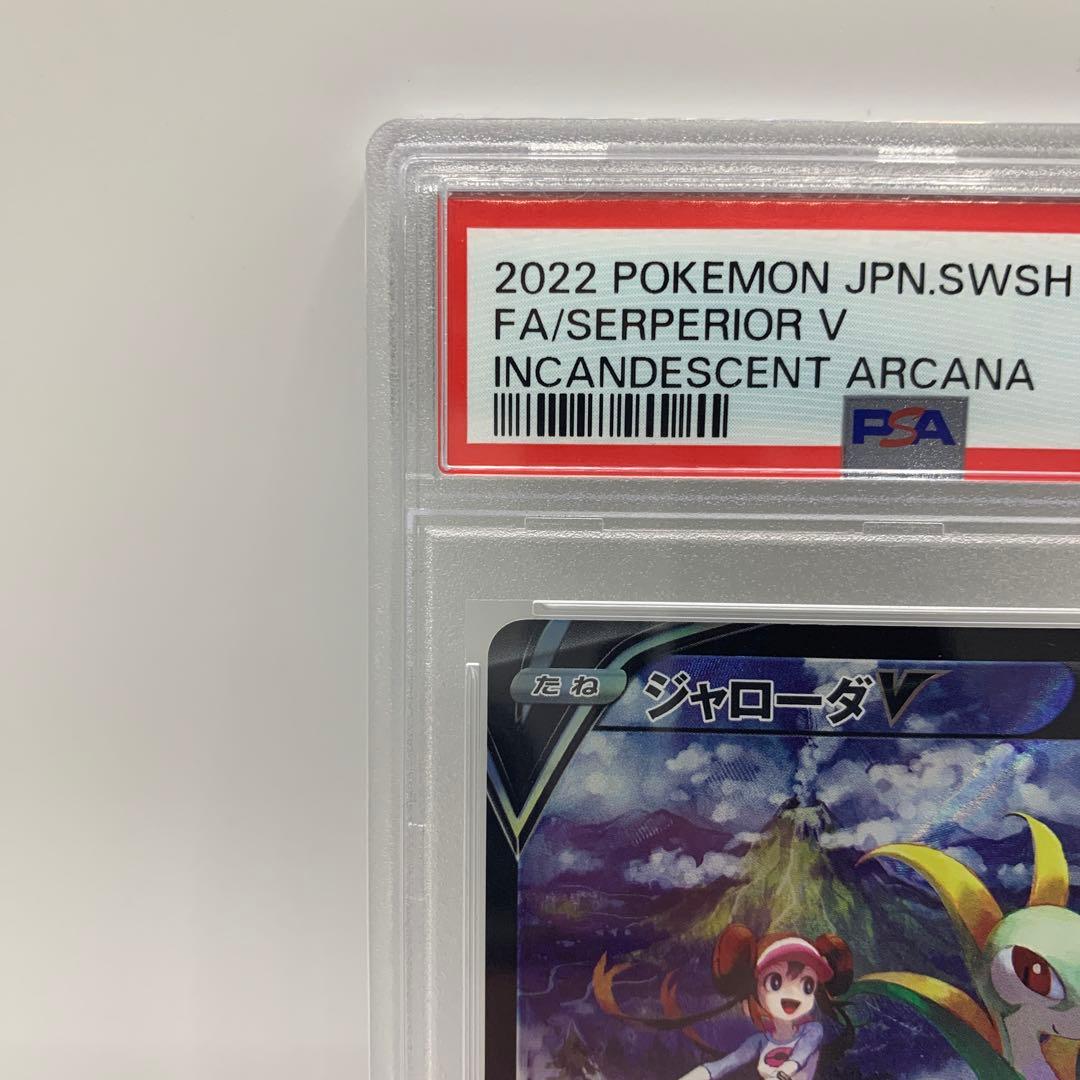 2022 POKEMON JPN.SWSH
FA/SERPERIOR V
INCANDESCENT ARCANA
PSA
たね ジャローダV